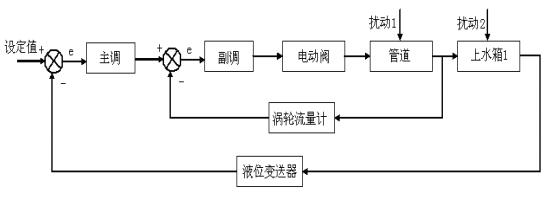 扰动1
扰动2
设定值
+
e
主调
+
e
副调
电动阀
管道
上水箱1
-
-
涡轮流量计
液位变送器